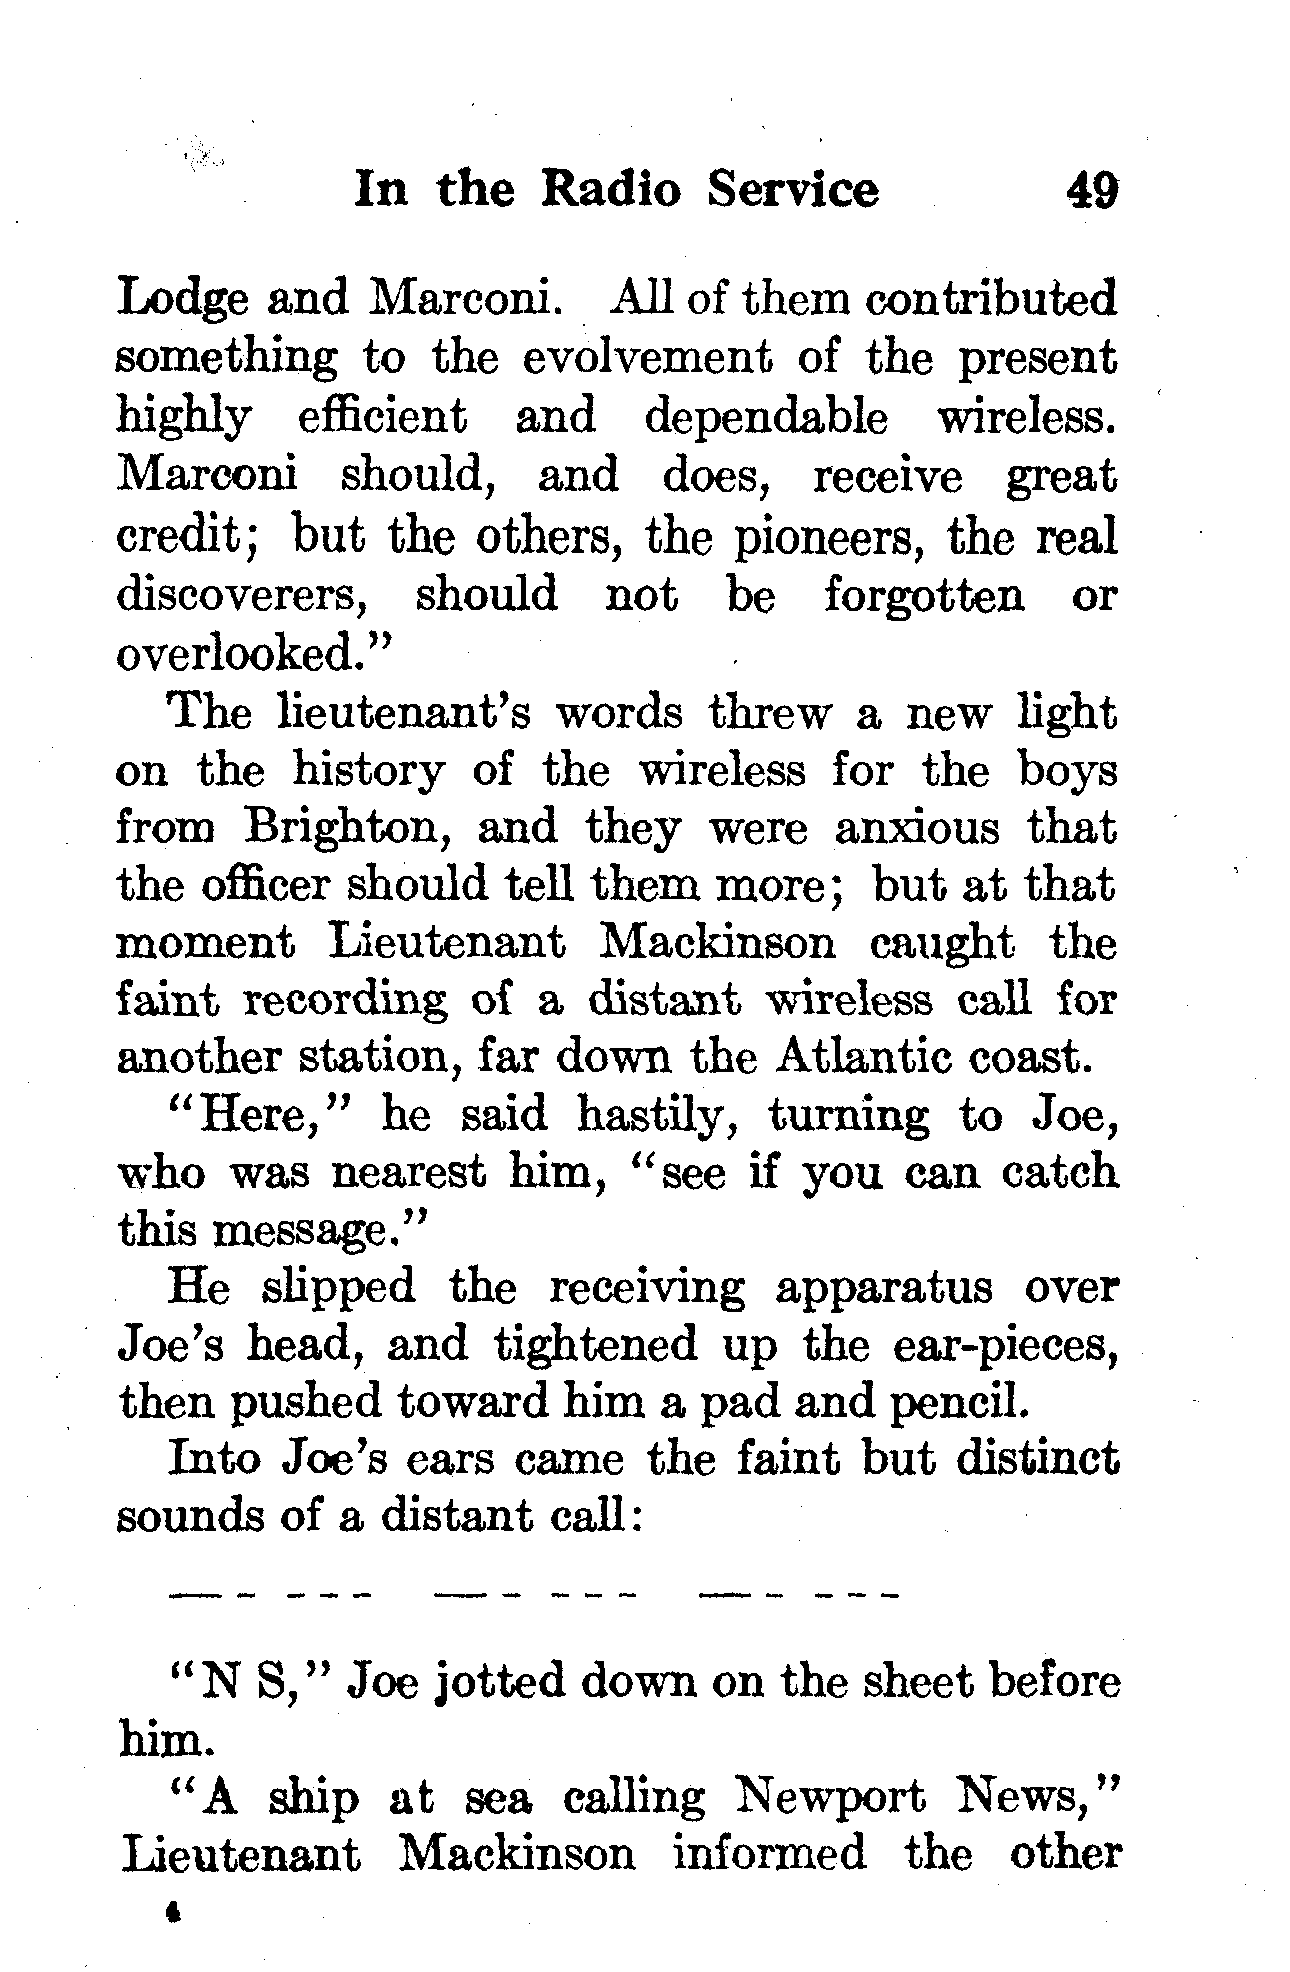 In the Radio Service 49
Lodge and Marconi. All of them contributed
something to the evolvement of the present
highly efficient and dependable wireless.
Marconi should, and does, receive great
credit; but the others, the pioneers, the real
discoverers, should not be forgotten or
overlooked."
The lieutenant's words threw a new light
on the history of the wireless for the boys
from Brighton, and they were anxious that
the officer should tell them more; but at that
moment Lieutenant Mackinson caught the
faint recording of a distant wireless call for
another station, far down the Atlantic coast.
"Here," he said hastily, turning to Joe,
who was nearest him, "see if you can catch
this message."
He slipped the receiving apparatus over
Joe's head, and tightened up the ear-pieces,
then pushed toward him a pad and pencil.
Into Joe's ears came the faint but distinct
sounds of a distant call:
— - - - - — - - - - — - - - -
"N S," Joe jotted down on the sheet before
him.
"A ship at sea calling Newport News,"
Lieutenant Mackinson informed the other
4